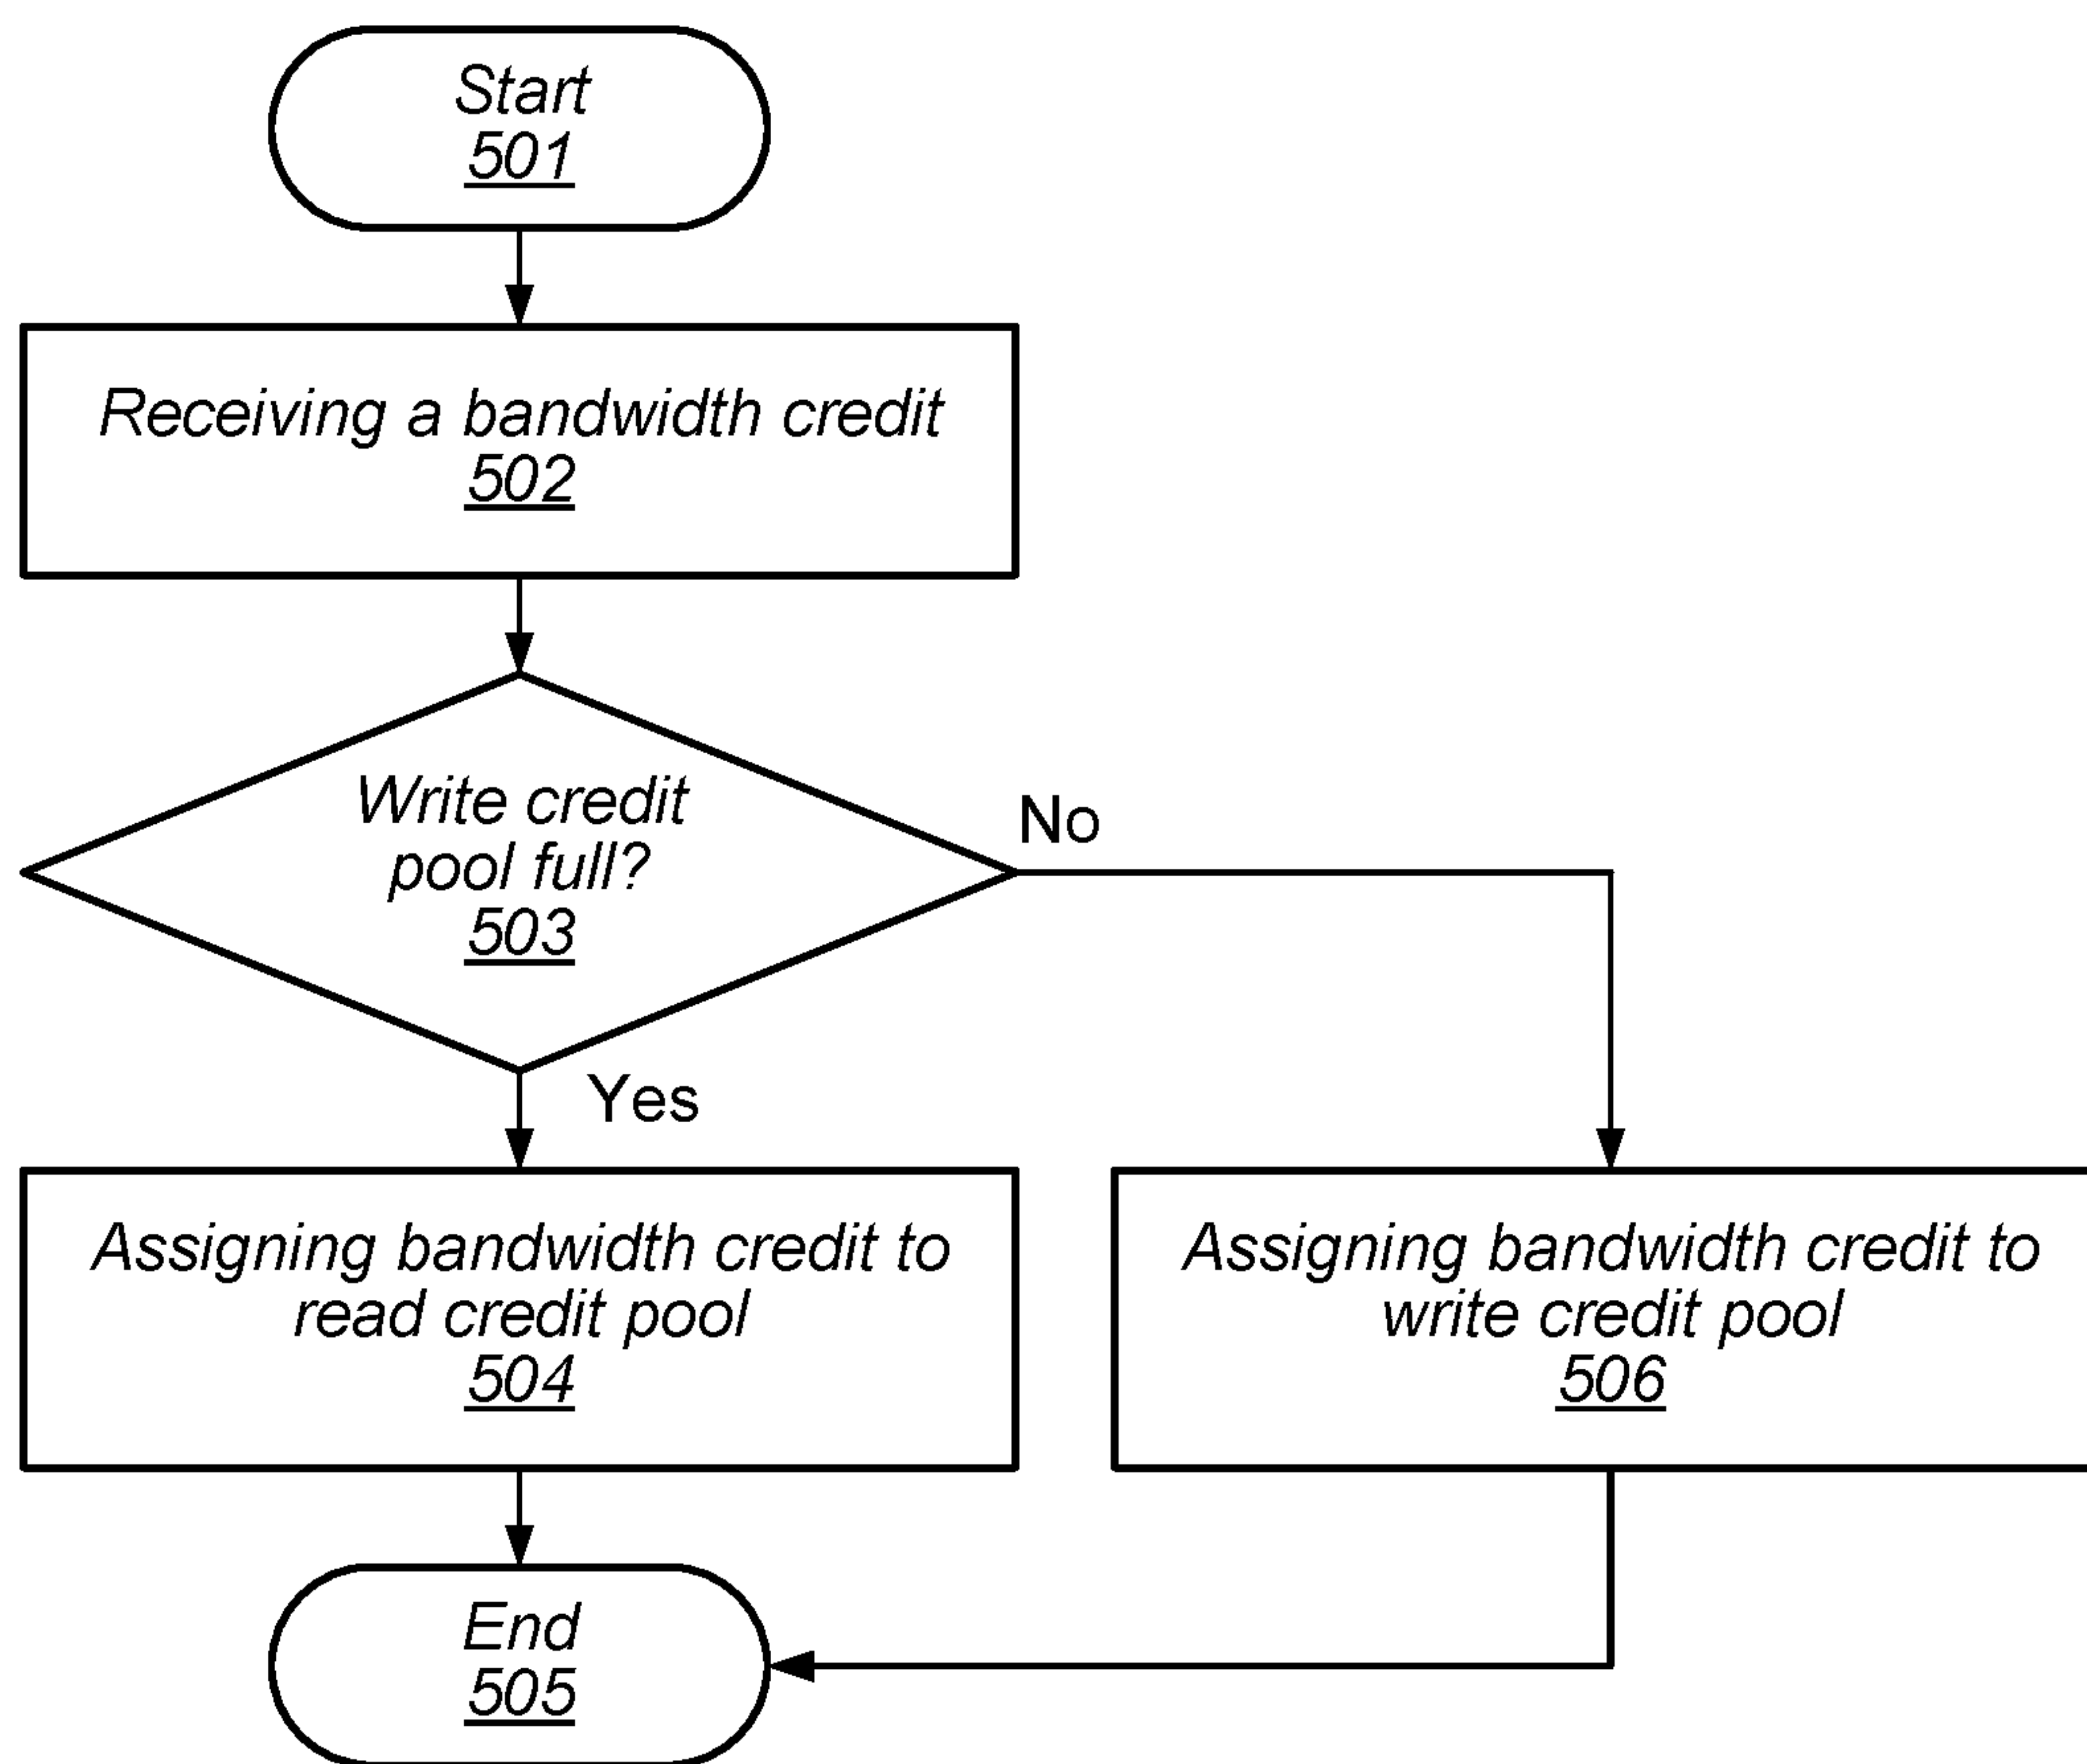 Start
501
Receiving a bandwidth credit
502
Write credit
pool full?
503
No
Yes
Assigning bandwidth credit to
read credit pool
504
Assigning bandwidth credit to
write credit pool
506
End
505